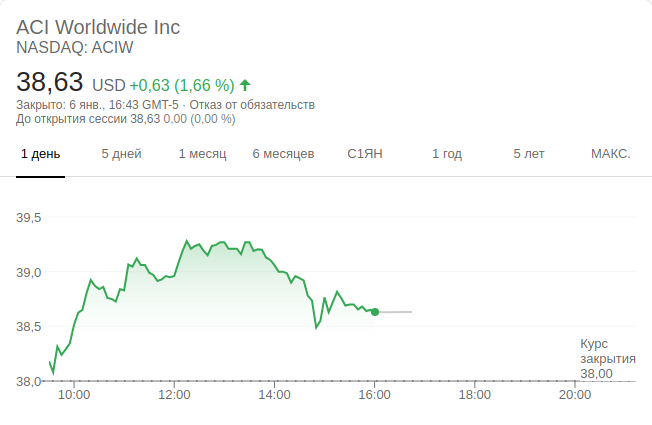 ACI Worldwide Inc
NASDAQ: ACIW
38,63 USD +0,63 (1,66 %)
Закрыто: 6 янв., 16:43 GMT-5 · Отказ от обязательств
До открытия сессии 38,63 0,00 (0,00 %)
1 день 5 дней 1 месяц 6 месяцев С1ЯН 1 год 5 лет МАКС.
39,5
39,0
38,5
Курс
закрытия
38,00
38,0
10:00 12:00 14:00 16:00 18:00 20:00